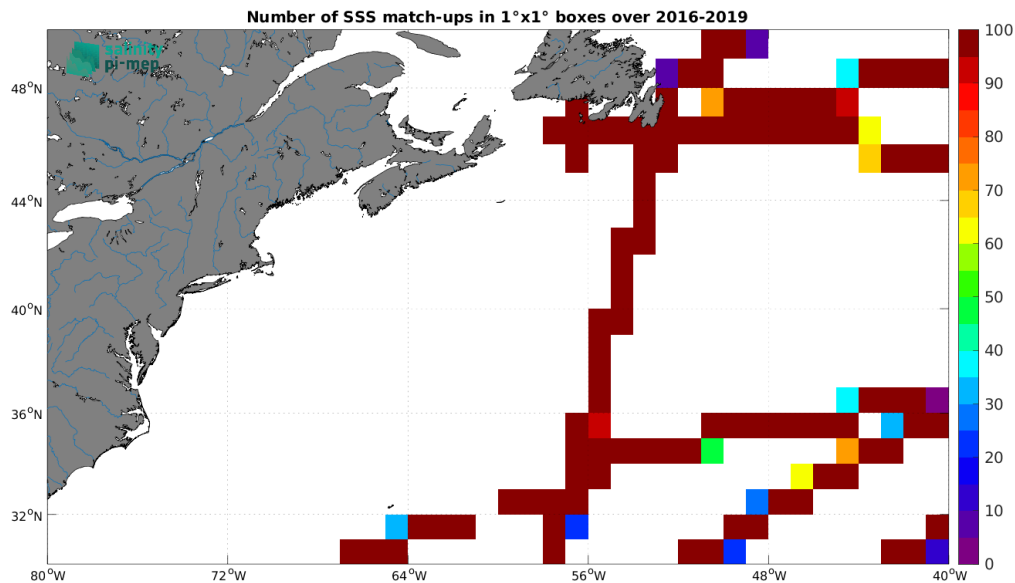 Number of SSS match-ups in 1°x1° boxes over 2016-2019
salinity
pi-mep
48°N
44°N
40°N
36°N
32°N
80°W 72°W 64°W 56°W 48°W 40°W
100
90
80
70
60
50
40
30
20
10
0